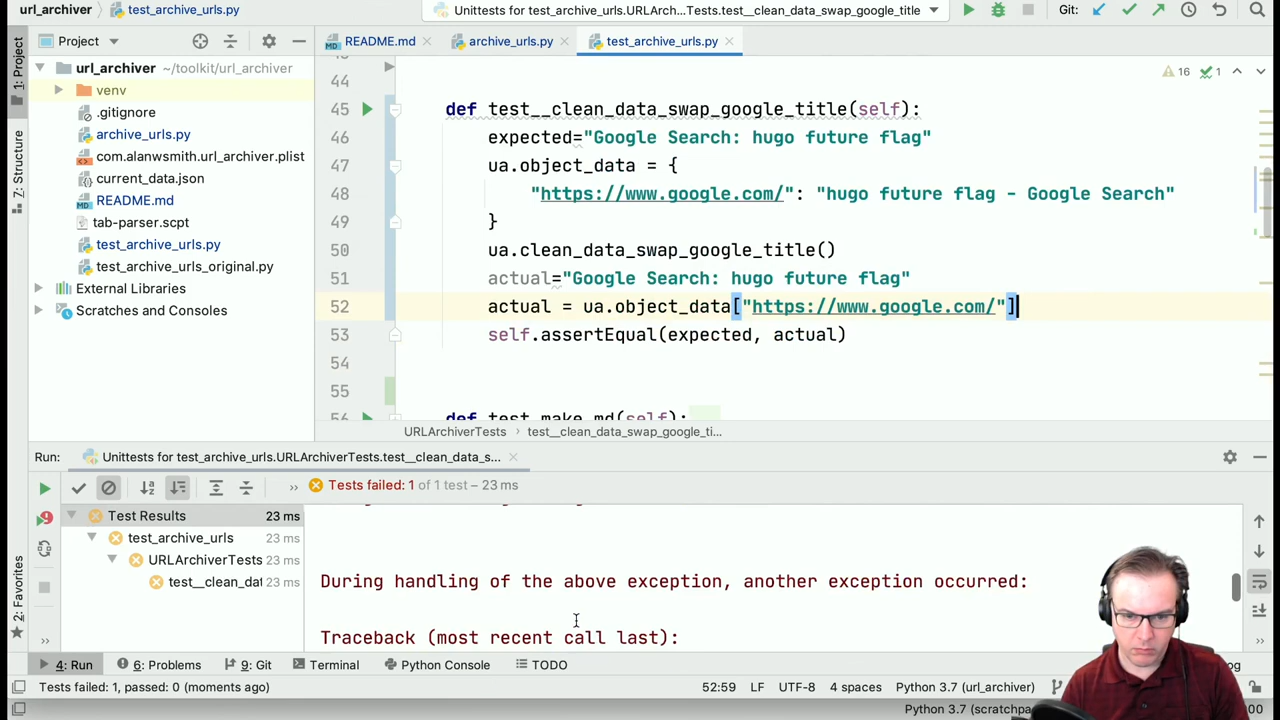 url_archiver
test_archive_urls.py
Unittests for test_archive_urls.URLArch...Tests.test__clean_data_swap_google_title
Git:
Project
README.md
archive_urls.py
test_archive_urls.py
1: Project
7: Structure
2: Favorites
url_archiver ~/toolkit/url_archiver
venv
.gitignore
archive_urls.py
com.alanwsmith.url_archiver.plist
current_data.json
README.md
tab-parser.scpt
test_archive_urls.py
test_archive_urls_original.py
External Libraries
Scratches and Consoles
16 1
44
45 def test__clean_data_swap_google_title(self):
46 expected="Google Search: hugo future flag"
47 ua.object_data = {
48 "https://www.google.com/": "hugo future flag - Google Search"
49 }
50 ua.clean_data_swap_google_title()
51 actual="Google Search: hugo future flag"
52 actual = ua.object_data["https://www.google.com/"]
53 self.assertEqual(expected, actual)
54
55
56 def test_make_md(self):
URLArchiverTests
test__clean_data_swap_google_ti...
Run:
Unittests for test_archive_urls.URLArchiverTests.test__clean_data_s...
Tests failed: 1 of 1 test – 23 ms
Test Results 23 ms
test_archive_urls 23 ms
URLArchiverTests 23 ms
test__clean_dat 23 ms
During handling of the above exception, another exception occurred:
Traceback (most recent call last):
4: Run
6: Problems
9: Git
Terminal
Python Console
TODO
Tests failed: 1, passed: 0 (moments ago)
52:59
LF
UTF-8
4 spaces
Python 3.7 (url_archiver)